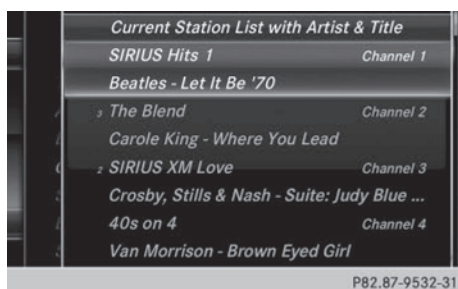 Current Station List with Artist & Title
SIRIUS Hits 1 Channel 1
Beatles - Let It Be '70
3 The Blend Channel 2
Carole King - Where You Lead
2 SIRIUS XM Love Channel 3
Crosby, Stills & Nash - Suite: Judy Blue ...
40s on 4 Channel 4
Van Morrison - Brown Eyed Girl
P82.87-9532-31